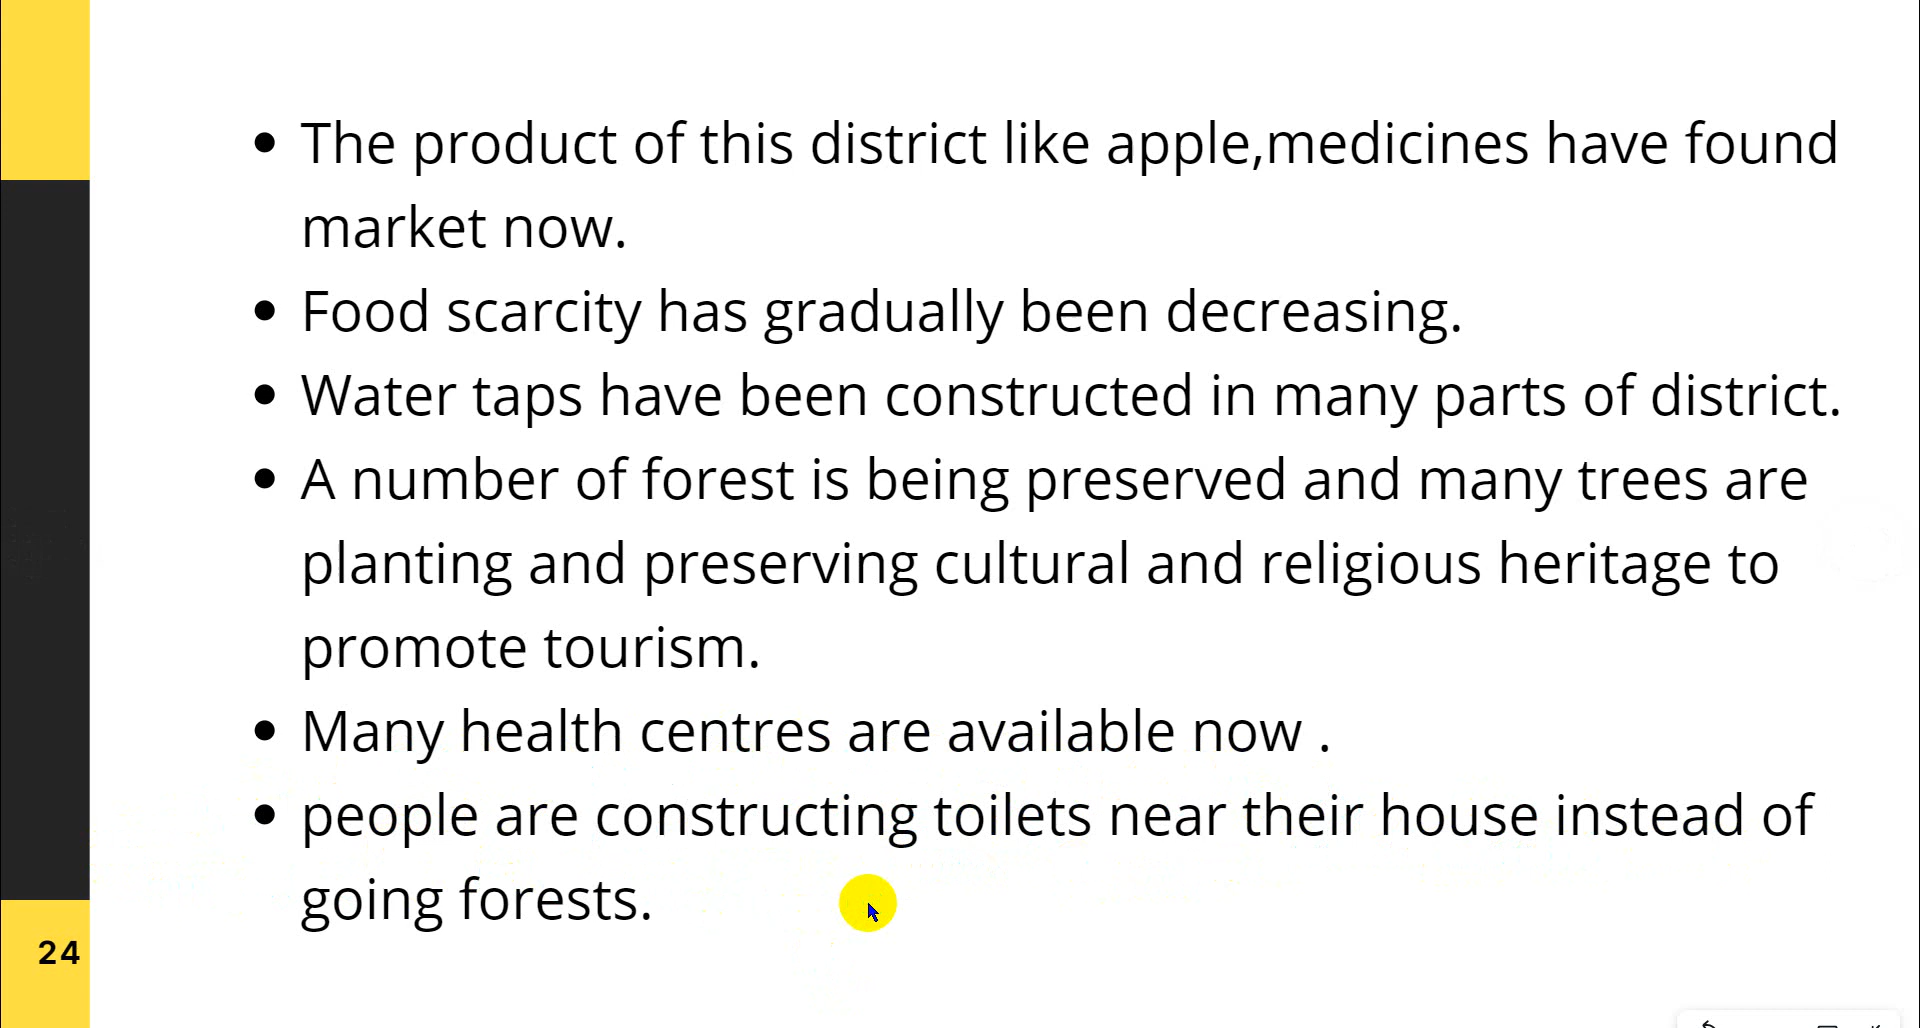 • The product of this district like apple,medicines have found
market now.
• Food scarcity has gradually been decreasing.
• Water taps have been constructed in many parts of district.
• A number of forest is being preserved and many trees are
planting and preserving cultural and religious heritage to
promote tourism.
• Many health centres are available now .
• people are constructing toilets near their house instead of
going forests.
24